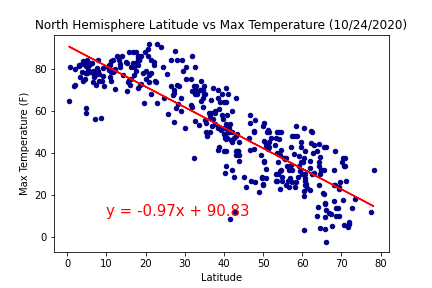 North Hemisphere Latitude vs Max Temperature (10/24/2020)
Max Temperature (F)
80
60
40
20
0
y = -0.97x + 90.83
0 10 20 30 40 50 60 70 80
Latitude